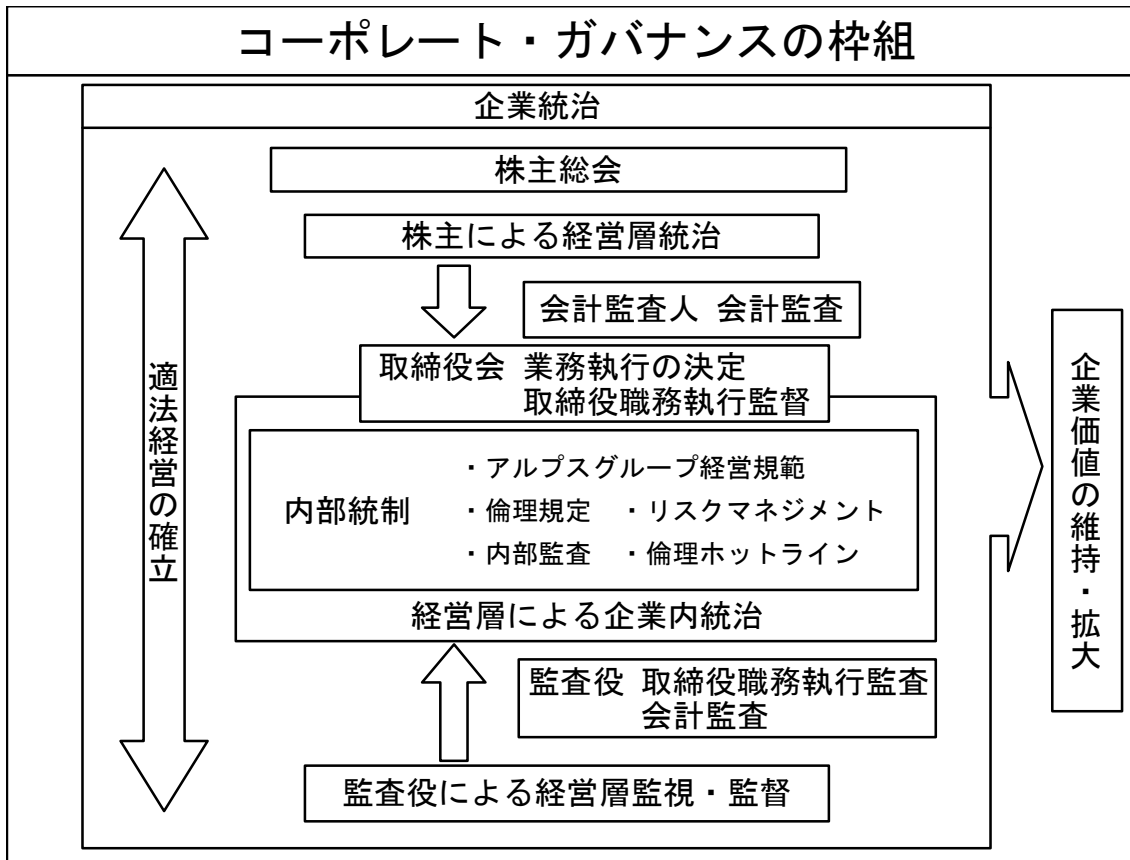 コーポレート・ガバナンスの枠組
企業統治
株主総会
株主による経営層統治
会計監査人 会計監査
取締役会 業務執行の決定
取締役職務執行監督
・アルプスグループ経営規範
内部統制 ・倫理規定 ・リスクマネジメント
・内部監査 ・倫理ホットライン
経営層による企業内統治
監査役 取締役職務執行監査
会計監査
監査役による経営層監視・監督
適法経営の確立
企業価値の維持・拡大